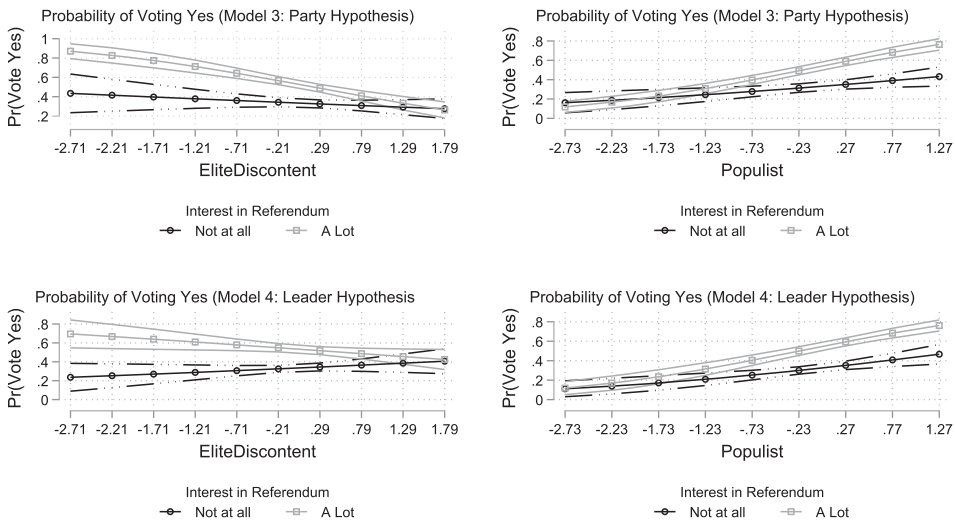 Probability of Voting Yes (Model 3: Party Hypothesis)
Pr(Vote Yes)
1
.8
.6
.4
.2
-2.71 -2.21 -1.71 -1.21 -.71 -.21 .29 .79 1.29 1.79
EliteDiscontent
Interest in Referendum
Not at all A Lot
Probability of Voting Yes (Model 3: Party Hypothesis)
Pr(Vote Yes)
.8
.6
.4
.2
0
-2.73 -2.23 -1.73 -1.23 -.73 -.23 .27 .77 1.27
Populist
Interest in Referendum
Not at all A Lot
Probability of Voting Yes (Model 4: Leader Hypothesis
Pr(Vote Yes)
.8
.6
.4
.2
0
-2.71 -2.21 -1.71 -1.21 -.71 -.21 .29 .79 1.29 1.79
EliteDiscontent
Interest in Referendum
Not at all A Lot
Probability of Voting Yes (Model 4: Leader Hypothesis)
Pr(Vote Yes)
.8
.6
.4
.2
0
-2.73 -2.23 -1.73 -1.23 -.73 -.23 .27 .77 1.27
Populist
Interest in Referendum
Not at all A Lot